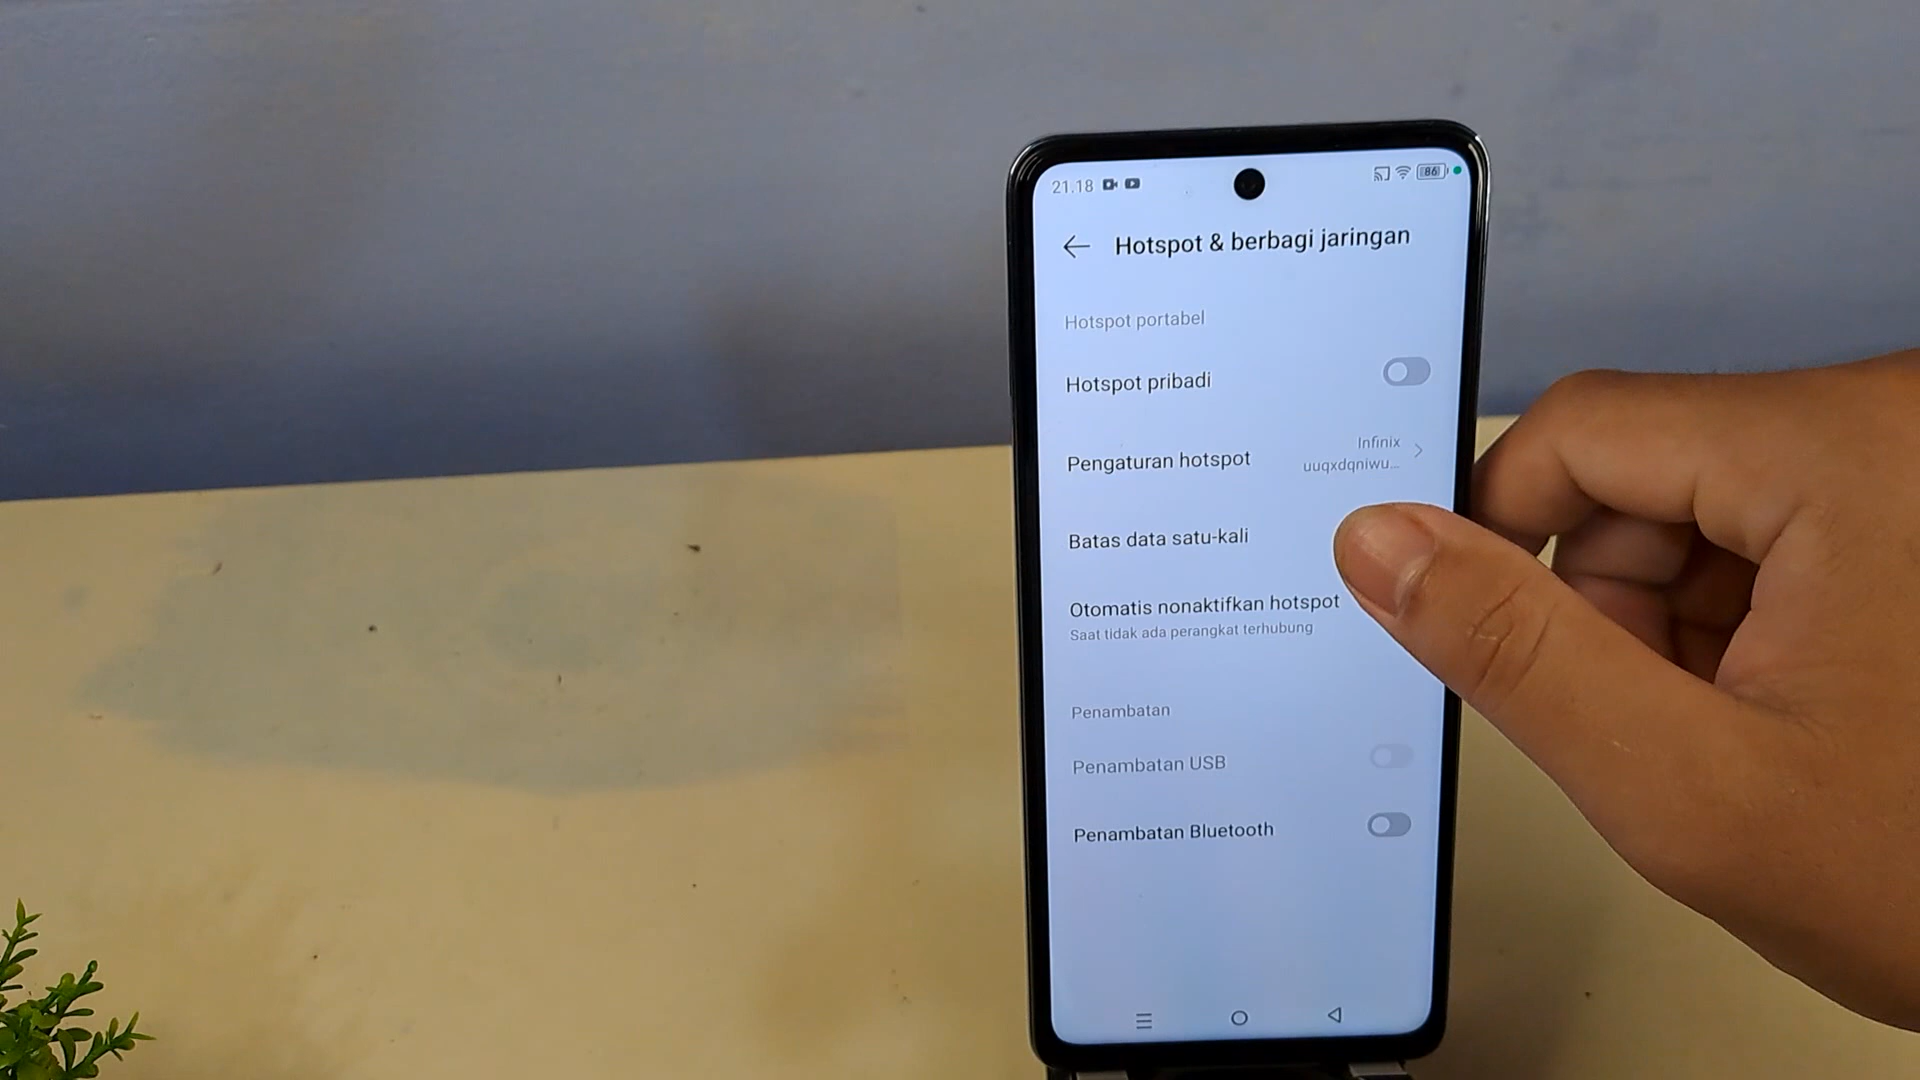 21.18
86
Hotspot & berbagi jaringan
Hotspot portabel
Hotspot pribadi
Pengaturan hotspot
Infinix
uuqxdqniwu...
Batas data satu-kali
Otomatis nonaktifkan hotspot
Saat tidak ada perangkat terhubung
Penambatan
Penambatan USB
Penambatan Bluetooth